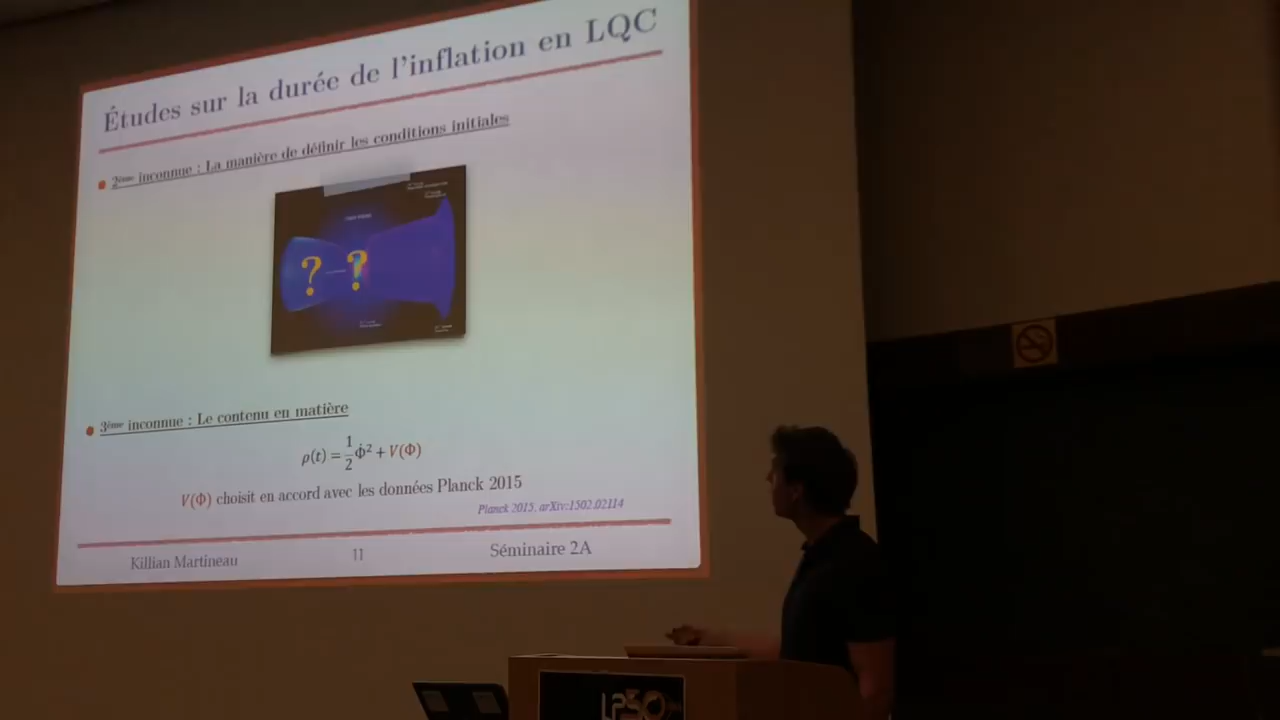 Études sur la durée de l'inflation en LQC
2ème inconnue : La manière de définir les conditions initiales
? ?
3ème inconnue : Le contenu en matière
ρ(t) = 1/2 Φ̇² + V(Φ)
V(Φ) choisit en accord avec les données Planck 2015
Planck 2015, arXiv:1502.02114
Killian Martineau 11 Séminaire 2A